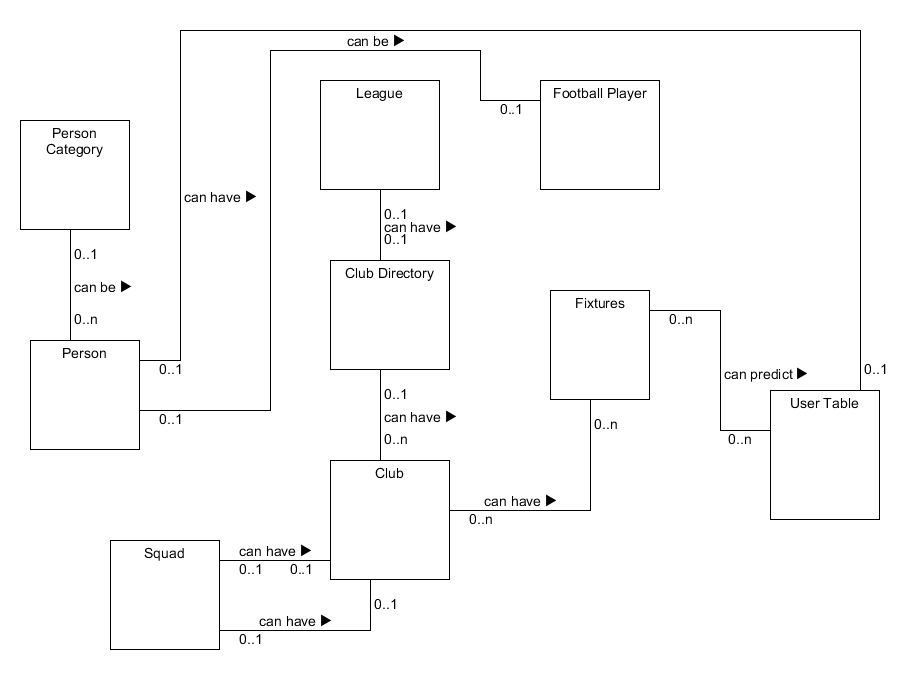 can be ▶
League
Football Player
0..1
Person
Category
can have ▶
0..1
can have ▶
0..1
0..1
can be ▶
0..n
Club Directory
Fixtures
0..n
Person
0..1
0..1
can predict ▶
0..1
User Table
0..1
can have ▶
0..n
0..n
0..n
Club
can have ▶
0..n
Squad
can have ▶
0..1
0..1
0..1
can have ▶
0..1